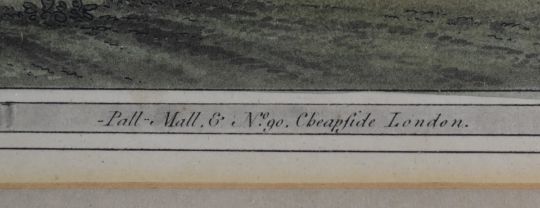 -Pall-Mall, & Nº. 90, Cheapſide London.